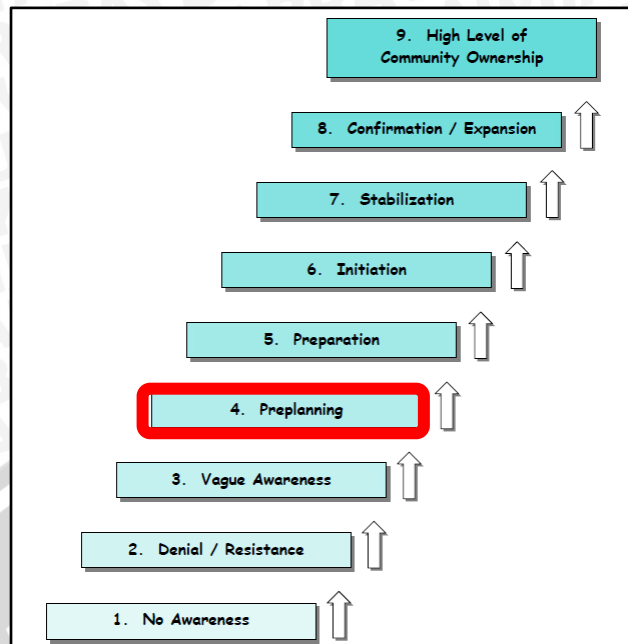 9. High Level of
Community Ownership
8. Confirmation / Expansion
7. Stabilization
6. Initiation
5. Preparation
4. Preplanning
3. Vague Awareness
2. Denial / Resistance
1. No Awareness